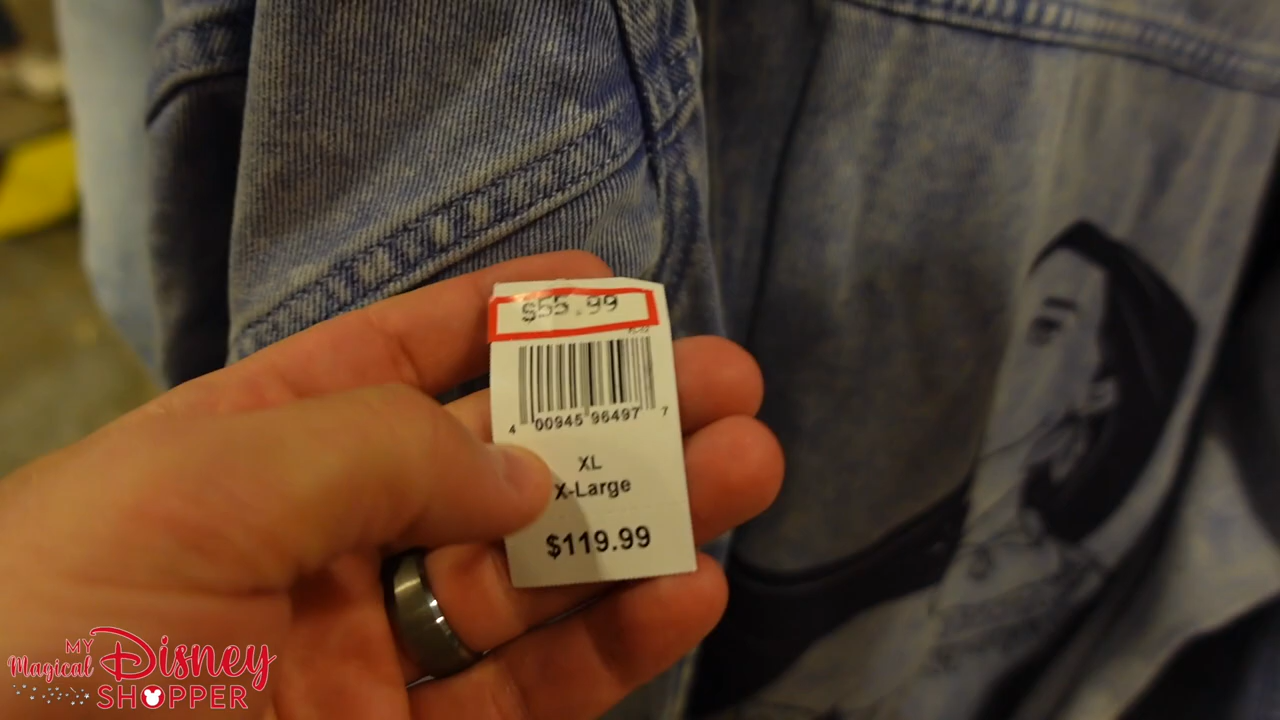 $55.99
4 00945 96497 7
XL
X-Large
$119.99
MY
Magical
DISNEY
SHOPPER